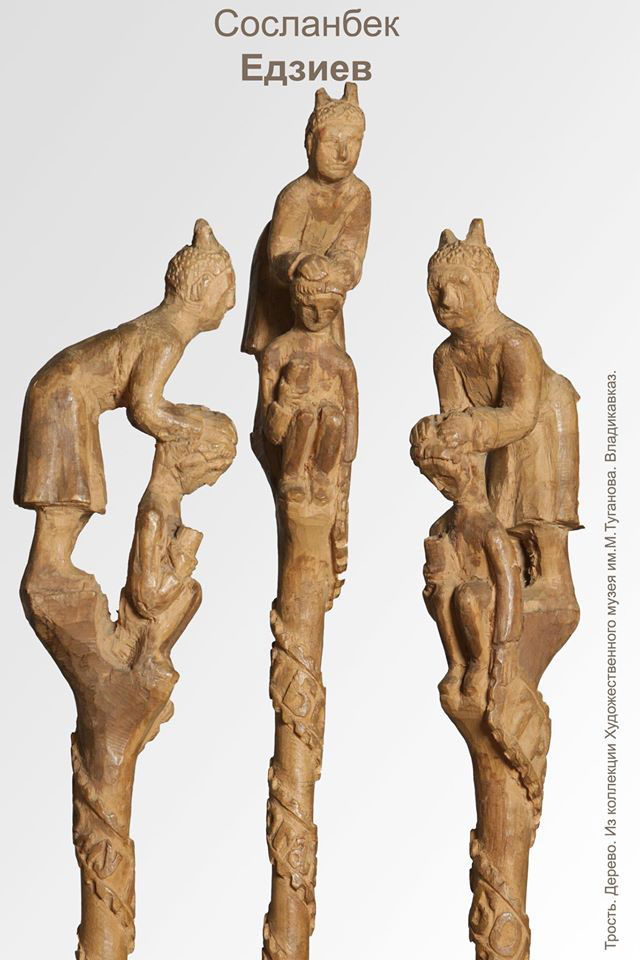 Сосланбек
Едзиев
Трость. Дерево. Из коллекции Художественного музея им.М.Туганова. Владикавказ.